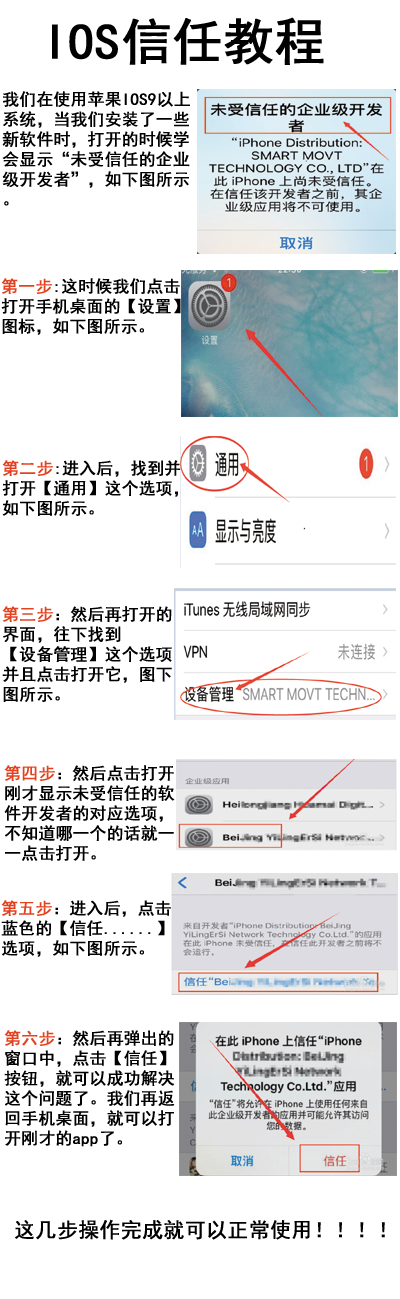 IOS信任教程
我们在使用苹果IOS9以上
系统，当我们安装了一些
新软件时，打开的时候学
会显示“未受信任的企业
级开发者”，如下图所示
。
未受信任的企业级开发
者
“iPhone Distribution:
SMART MOVT
TECHNOLOGY CO., LTD”在
此 iPhone 上尚未受信任。
在信任该开发者之前，其企
业级应用将不可使用。
取消
第一步:这时候我们点击
打开手机桌面的【设置】
图标，如下图所示。
1
设置
第二步:进入后，找到并
打开【通用】这个选项，
如下图所示。
通用
1
AA
显示与亮度
第三步：然后再打开的
界面，往下找到
【设备管理】这个选项
并且点击打开它，图下
图所示。
iTunes 无线局域网同步
VPN
未连接
设备管理 SMART MOVT TECHN...
第四步：然后点击打开
刚才显示未受信任的软
件开发者的对应选项，
不知道哪一个的话就一
一点击打开。
企业级应用
Heilongjiang Huamai Digit...
BeiJing YiLingErSi Networ...
第五步：进入后，点击
蓝色的【信任......】
选项，如下图所示。
BeiJing YiLingErSi Network T...
来自开发者“iPhone Distribution: BeiJing
YiLingErSi Network Technology Co.Ltd.”的应用
在此 iPhone 未受信任，在信任此开发者之前将不
会运行。
信任“BeiJing YiLingErSi Network
第六步：然后再弹出的
窗口中，点击【信任】
按钮，就可以成功解决
这个问题了。我们再返
回手机桌面，就可以打
开刚才的app了。
在此 iPhone 上信任“iPhone
Distribution: BeiJing
YiLingErSi Network
Technology Co.Ltd.”应用
“信任”将允许在 iPhone 上使用任何来自
此企业级开发者的应用并可能允许其访问
您的数据。
取消
信任
这几步操作完成就可以正常使用！！！！